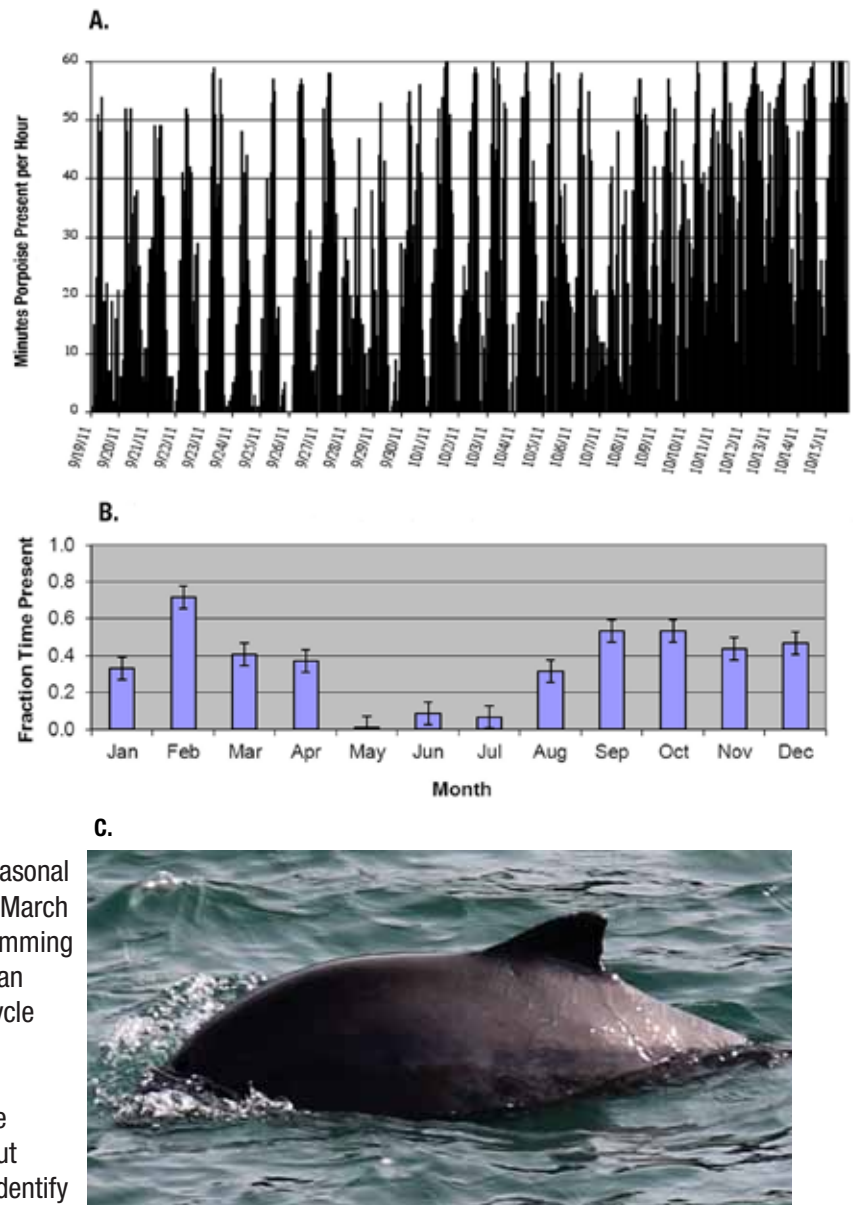 A.
Minutes Porpoise Present per Hour
60
50
40
30
20
10
0
9/19/11
9/20/11
9/21/11
9/22/11
9/23/11
9/24/11
9/25/11
9/26/11
9/27/11
9/28/11
9/29/11
9/30/11
10/1/11
10/2/11
10/3/11
10/4/11
10/5/11
10/6/11
10/7/11
10/8/11
10/9/11
10/10/11
10/11/11
10/12/11
10/13/11
10/14/11
10/15/11
B.
Fraction Time Present
1.0
0.8
0.6
0.4
0.2
0.0
Jan Feb Mar Apr May Jun Jul Aug Sep Oct Nov Dec
Month
C.
asonal
March
mming
an
ycle
e
ut
dentify